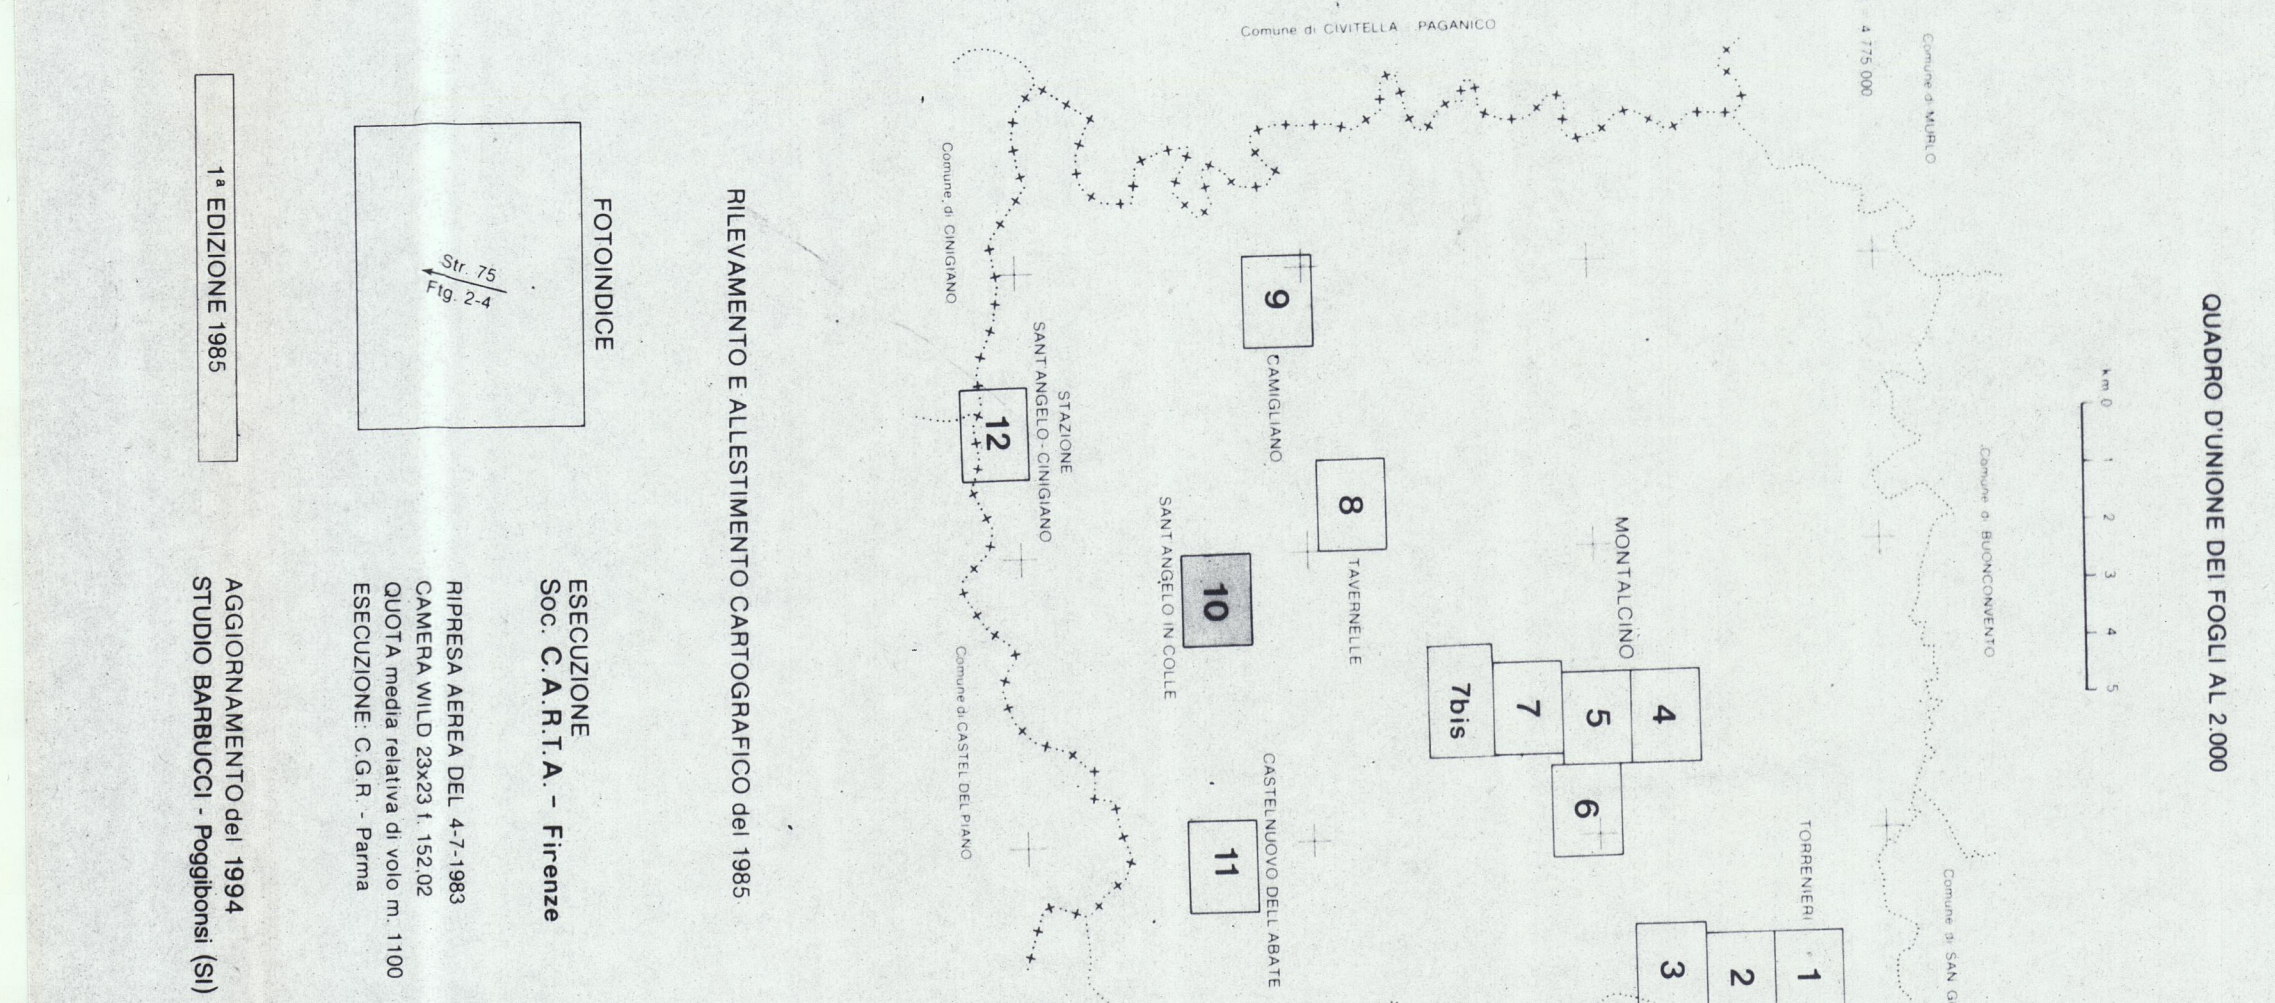 QUADRO D'UNIONE DEI FOGLI AL 2.000
km 0 1 2 3 4 5
Comune di MURLO
4 775 000
Comune di BUONCONVENTO
Comune di SAN G
Comune di CIVITELLA PAGANICO
TORRENIERI
1
2
3
MONTALCINO
4
5
6
7
7bis
8
TAVERNELLE
9
CAMIGLIANO
10
SANT'ANGELO IN COLLE
CASTELNUOVO DELL ABATE
11
STAZIONE
SANT'ANGELO - CINIGIANO
12
Comune di CINIGIANO
Comune di CASTEL DEL PIANO
RILEVAMENTO E ALLESTIMENTO CARTOGRAFICO del 1985
FOTOINDICE
Str. 75
Ftg. 2-4
ESECUZIONE
Soc. C.A.R.T.A. - Firenze
RIPRESA AEREA DEL 4-7-1983
CAMERA WILD 23x23 f. 152,02
QUOTA media relativa di volo m. 1100
ESECUZIONE: C.G.R. - Parma
1ª EDIZIONE 1985
AGGIORNAMENTO del 1994
STUDIO BARBUCCI - Poggibonsi (SI)